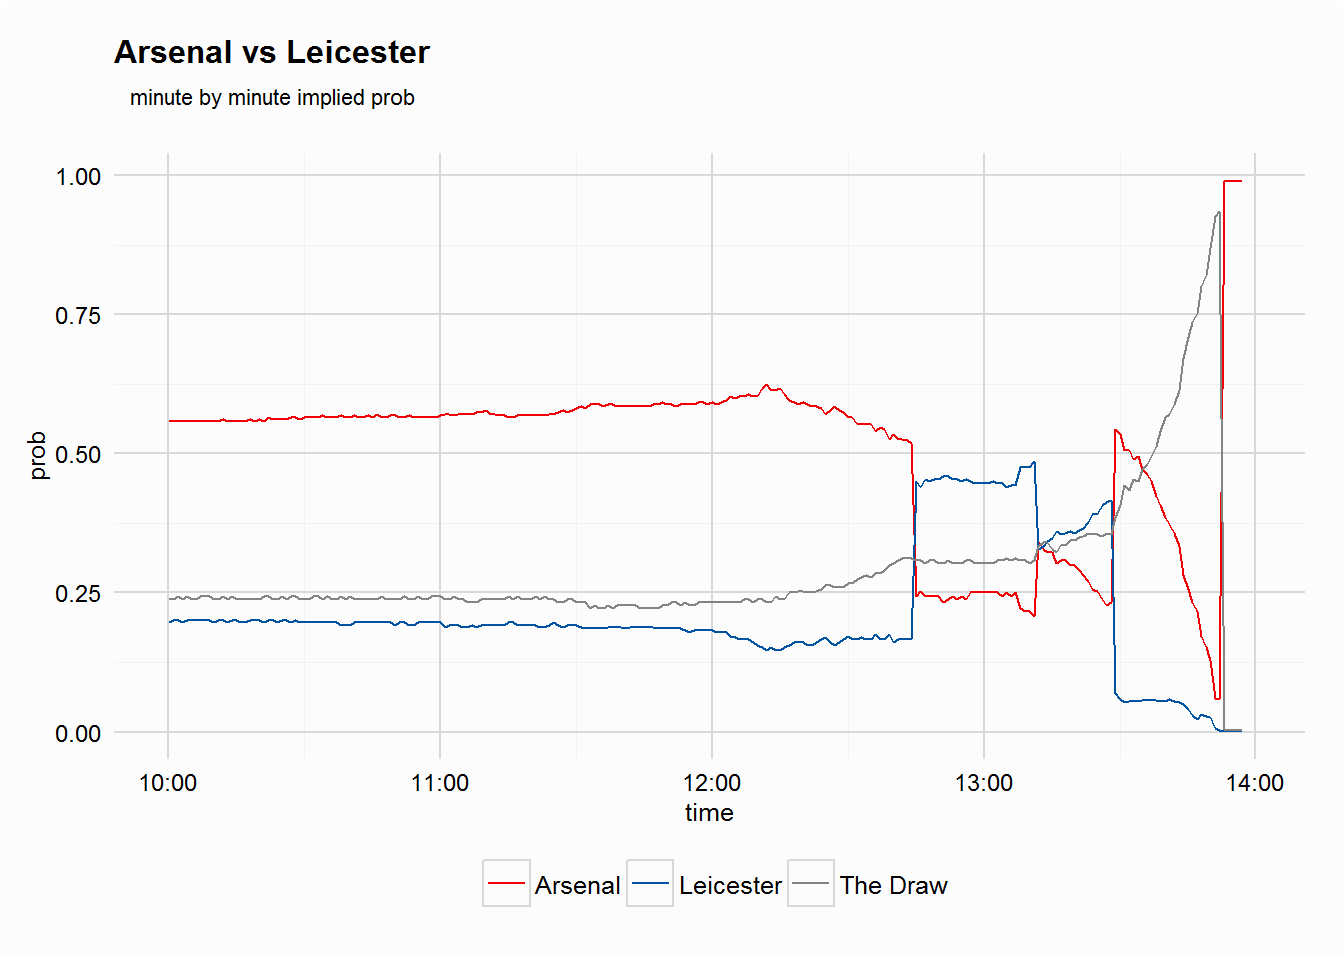 Arsenal vs Leicester
minute by minute implied prob
1.00
0.75
0.50
0.25
0.00
prob
10:00 11:00 12:00 13:00 14:00
time
Arsenal Leicester The Draw